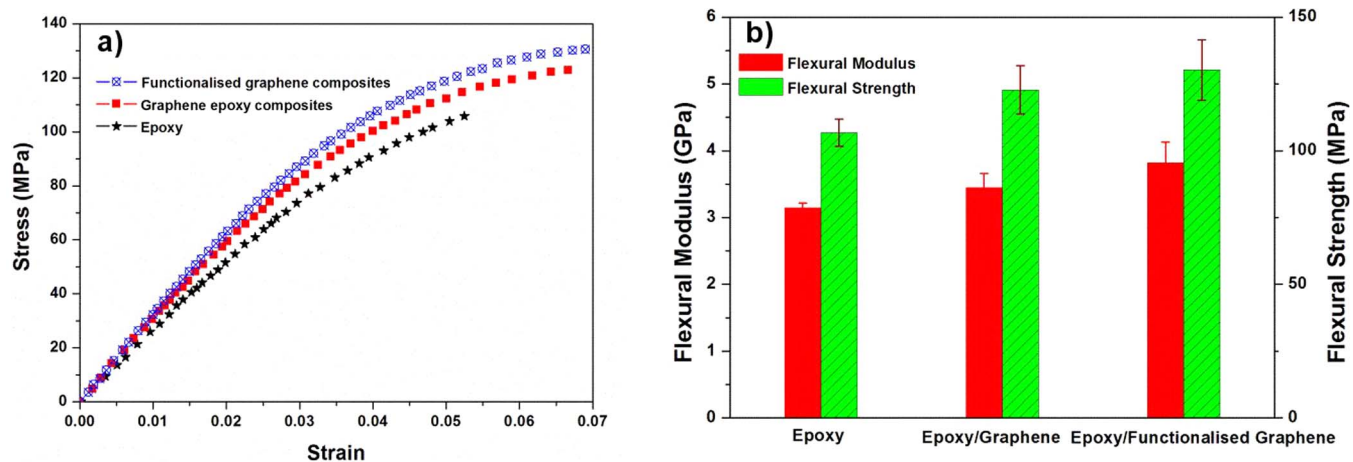 a)
Functionalised graphene composites
Graphene epoxy composites
Epoxy
Stress (MPa)
140
120
100
80
60
40
20
0
0.00 0.01 0.02 0.03 0.04 0.05 0.06 0.07
Strain
b)
Flexural Modulus
Flexural Strength
Flexural Modulus (GPa)
6
5
4
3
2
1
0
150
100
50
0
Flexural Strength (MPa)
Epoxy Epoxy/Graphene Epoxy/Functionalised Graphene